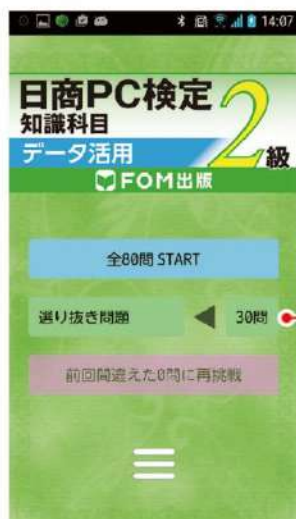 14:07
日商PC検定
知識科目
2級
データ活用
FOM出版
全80問 START
選り抜き問題 30問
前回間違えた0問に再挑戦